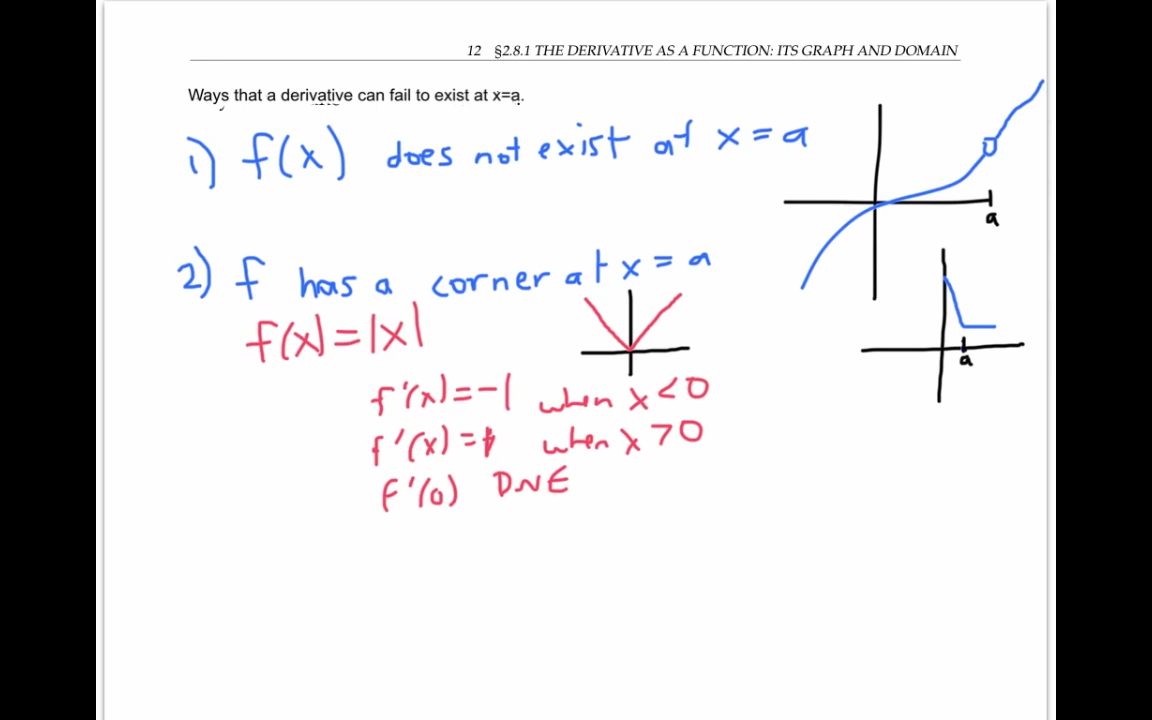 12 §2.8.1 THE DERIVATIVE AS A FUNCTION: ITS GRAPH AND DOMAIN
Ways that a derivative can fail to exist at x=a.
1) f(x) does not exist at x = a
a
2) f has a corner at x = a
f(x) = |x|
a
f'(x) = -1 when x < 0
f'(x) = 1 when x > 0
f'(0) DNE